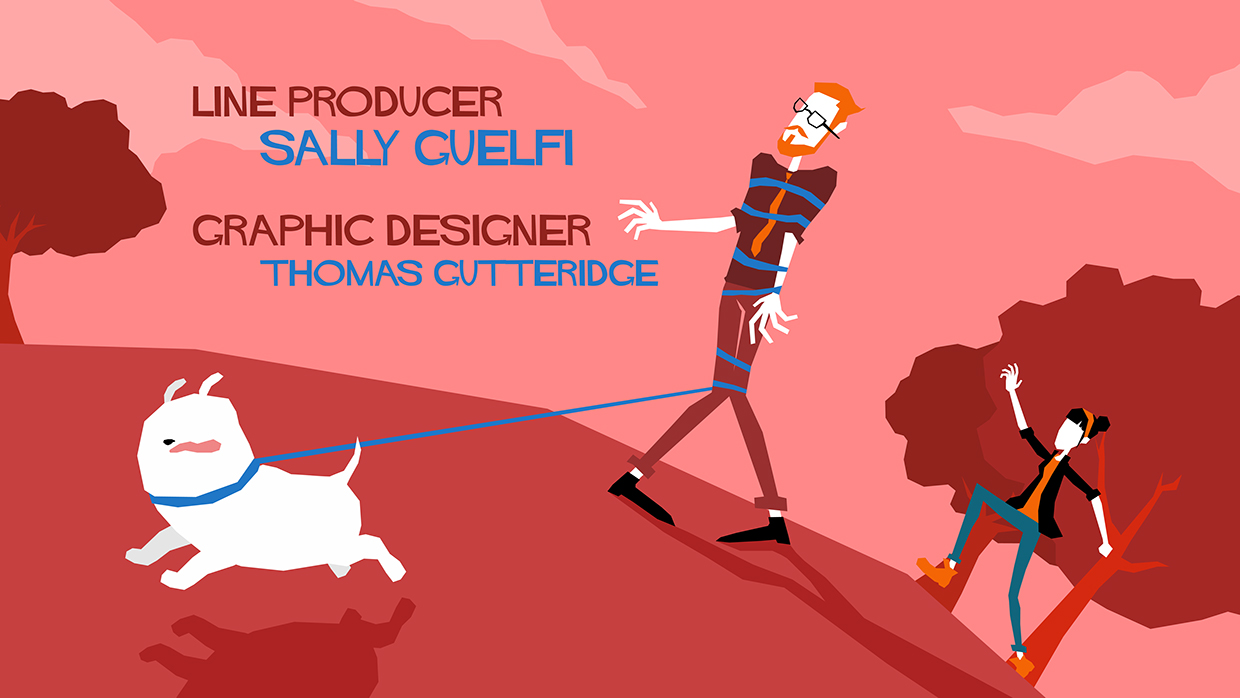 LINE PRODUCER
SALLY GUELFI
GRAPHIC DESIGNER
THOMAS GUTTERIDGE